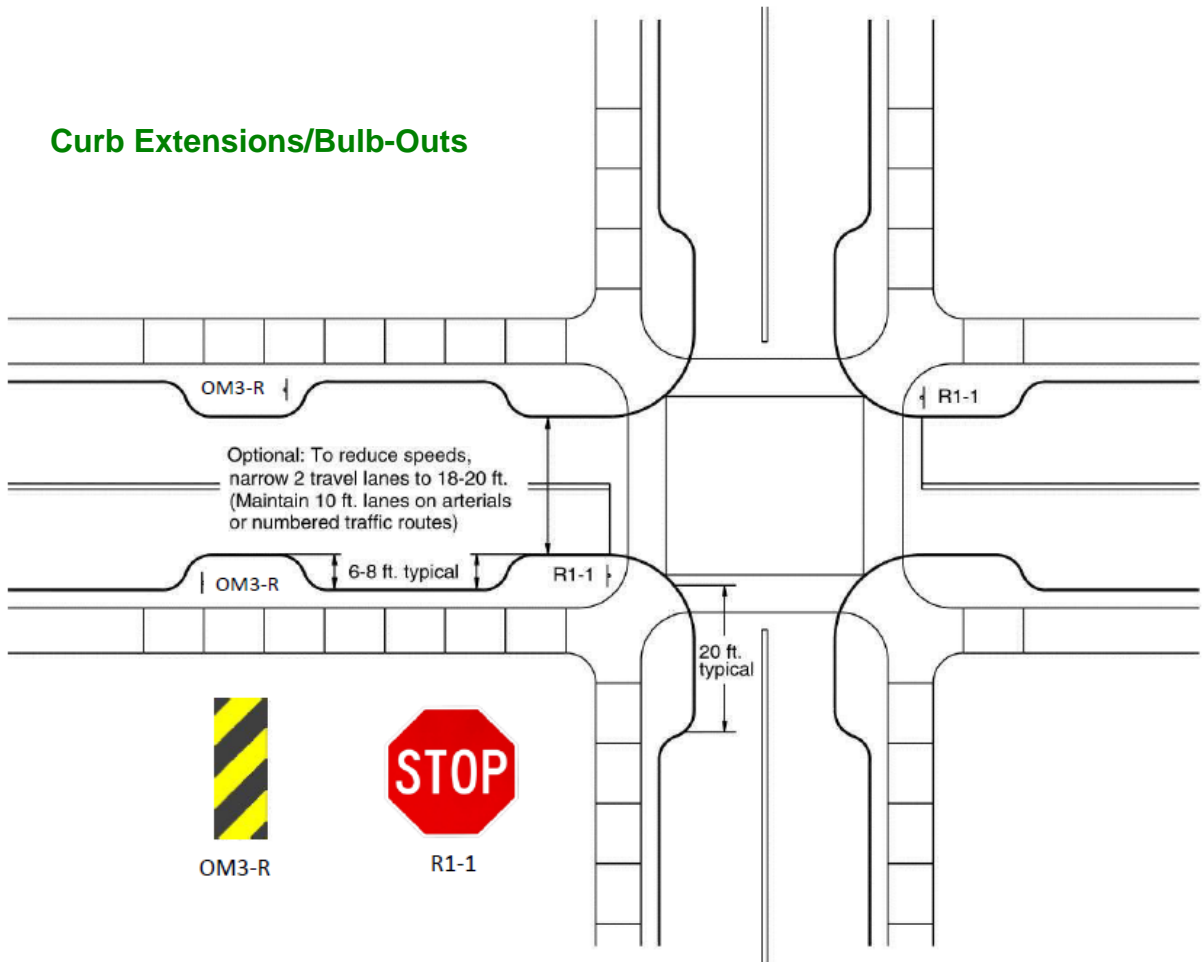 Curb Extensions/Bulb-Outs
OM3-R
R1-1
Optional: To reduce speeds,
narrow 2 travel lanes to 18-20 ft.
(Maintain 10 ft. lanes on arterials
or numbered traffic routes)
6-8 ft. typical
OM3-R
R1-1
20 ft.
typical
STOP
OM3-R
R1-1